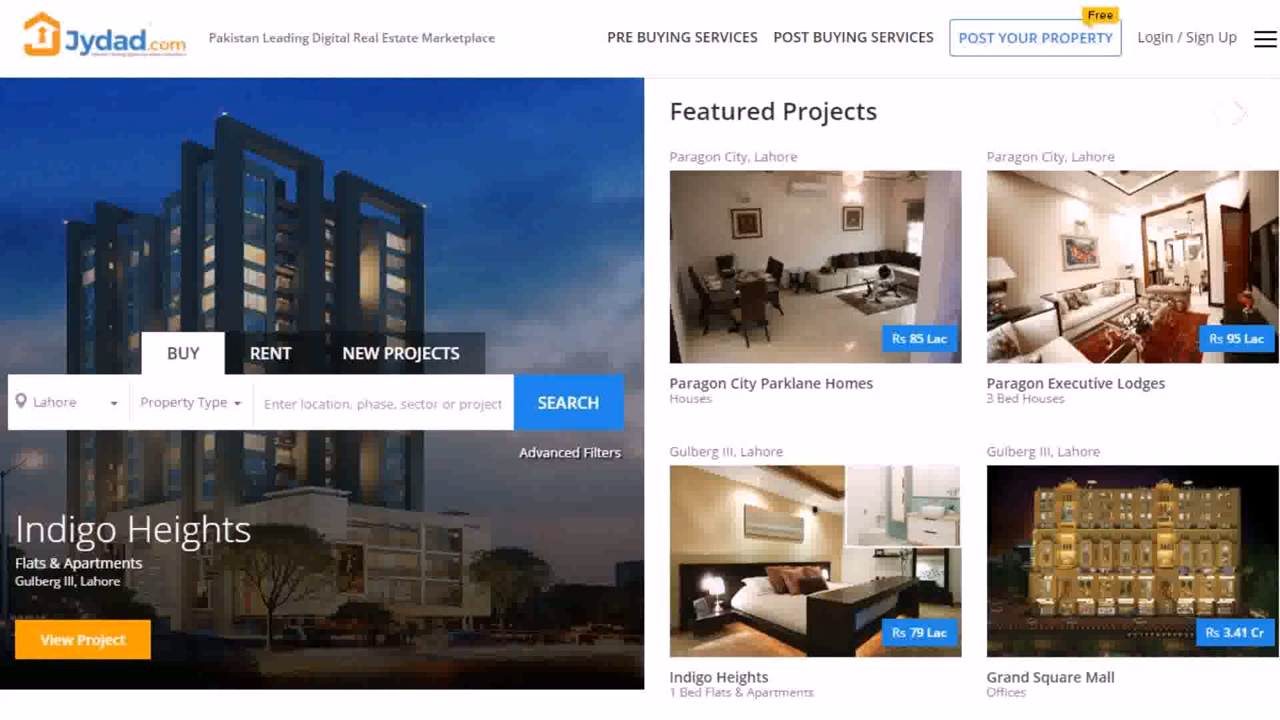 Jydad.com
Pakistan Leading Digital Real Estate Marketplace
PRE BUYING SERVICES
POST BUYING SERVICES
Free
POST YOUR PROPERTY
Login / Sign Up
BUY
RENT
NEW PROJECTS
Lahore
Property Type
Enter location, phase, sector or project
SEARCH
Advanced Filters
Indigo Heights
Flats & Apartments
Gulberg III, Lahore
View Project
Featured Projects
Paragon City, Lahore
Rs 85 Lac
Paragon City Parklane Homes
Houses
Paragon City, Lahore
Rs 95 Lac
Paragon Executive Lodges
3 Bed Houses
Gulberg III, Lahore
Rs 79 Lac
Indigo Heights
1 Bed Flats & Apartments
Gulberg III, Lahore
Rs 3.41 Cr
Grand Square Mall
Offices